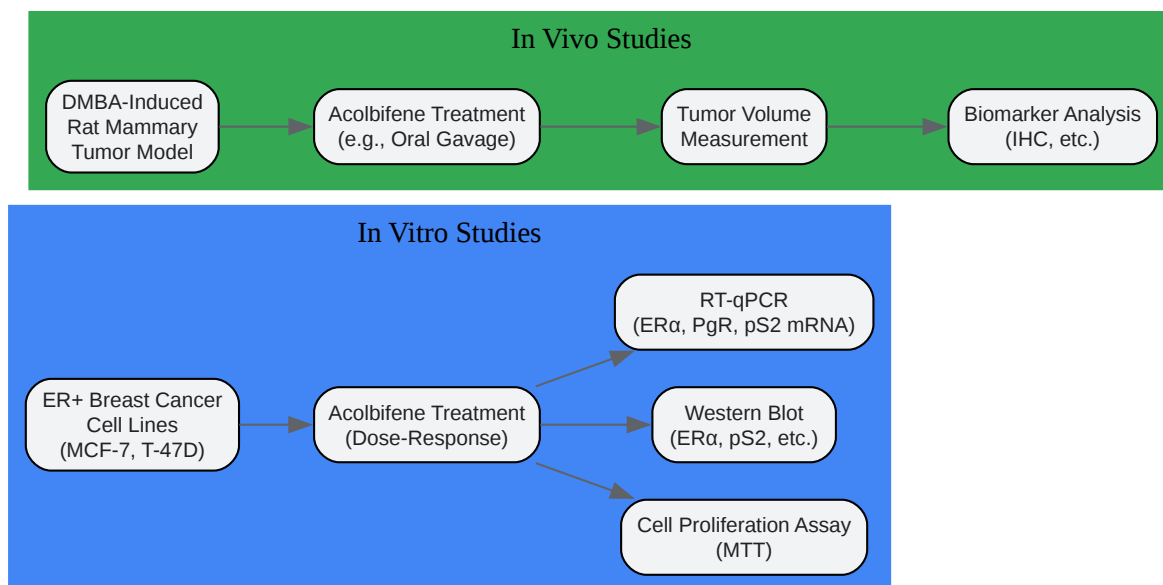 In Vivo Studies
DMBA-Induced
Rat Mammary
Tumor Model
Acolbifene Treatment
(e.g., Oral Gavage)
Tumor Volume
Measurement
Biomarker Analysis
(IHC, etc.)
In Vitro Studies
ER+ Breast Cancer
Cell Lines
(MCF-7, T-47D)
Acolbifene Treatment
(Dose-Response)
RT-qPCR
(ERα, PgR, pS2 mRNA)
Western Blot
(ERα, pS2, etc.)
Cell Proliferation Assay
(MTT)